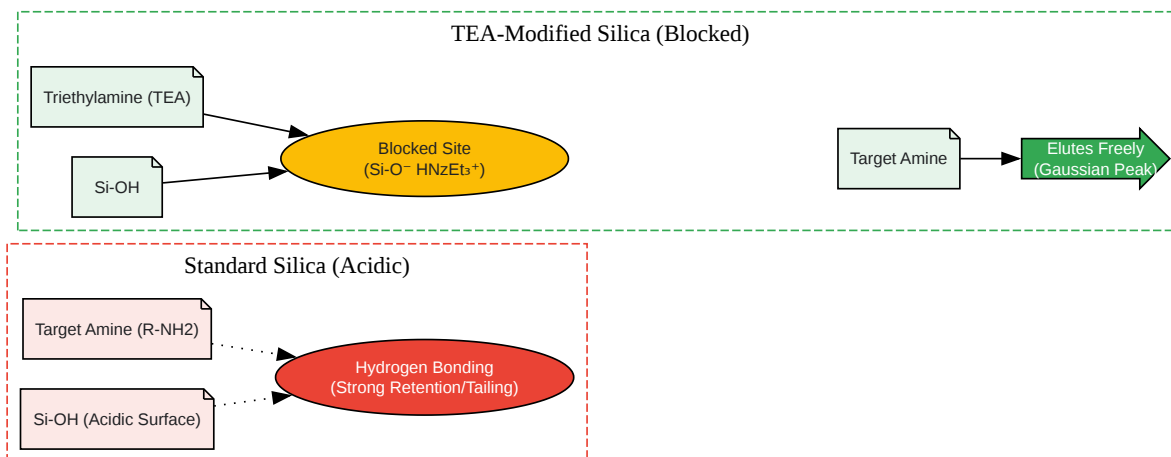 TEA-Modified Silica (Blocked)
Triethylamine (TEA)
Si-OH
Blocked Site
(Si-O⁻ HNzEt₃⁺)
Target Amine
Elutes Freely
(Gaussian Peak)
Standard Silica (Acidic)
Target Amine (R-NH2)
Si-OH (Acidic Surface)
Hydrogen Bonding
(Strong Retention/Tailing)